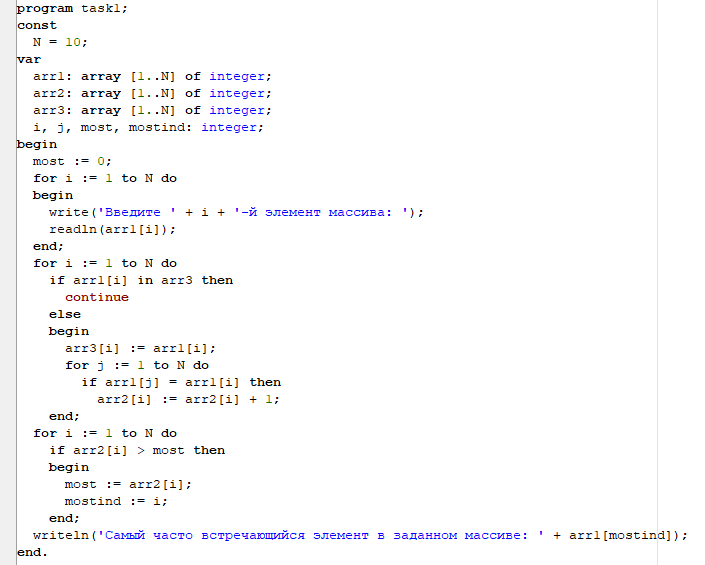 program task1;
const
  N = 10;
var
  arr1: array [1..N] of integer;
  arr2: array [1..N] of integer;
  arr3: array [1..N] of integer;
  i, j, most, mostind: integer;
begin
  most := 0;
  for i := 1 to N do
  begin
    write('Введите ' + i + '-й элемент массива: ');
    readln(arr1[i]);
  end;
  for i := 1 to N do
    if arr1[i] in arr3 then
      continue
    else
    begin
      arr3[i] := arr1[i];
      for j := 1 to N do
        if arr1[j] = arr1[i] then
          arr2[i] := arr2[i] + 1;
    end;
  for i := 1 to N do
    if arr2[i] > most then
    begin
      most := arr2[i];
      mostind := i;
    end;
  writeln('Самый часто встречающийся элемент в заданном массиве: ' + arr1[mostind]);
end.